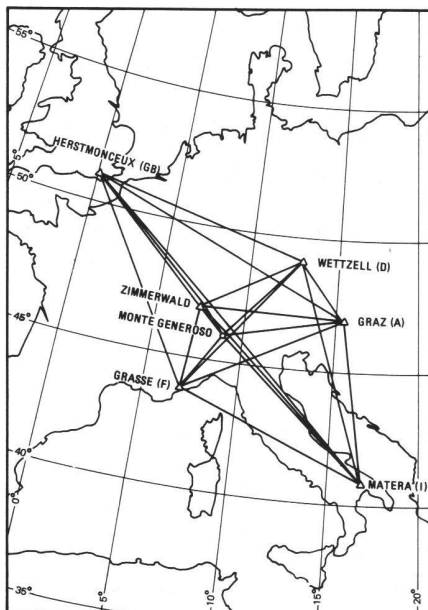 55°
5°
50°
HERSTMONCEUX (GB)
WETTZELL (D)
ZIMMERWALD
MONTE GENEROSO
GRAZ (A)
45°
GRASSE (F)
40°
0°
MATERA (I)
35°
5°
10°
15°
20°